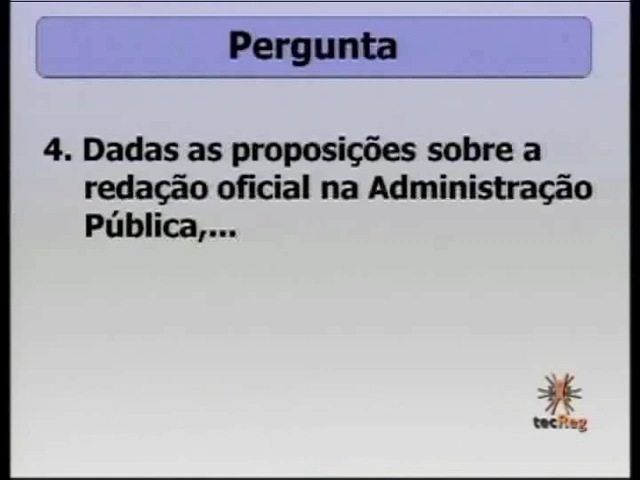 Pergunta
4. Dadas as proposições sobre a
redação oficial na Administração
Pública,...
tecReg